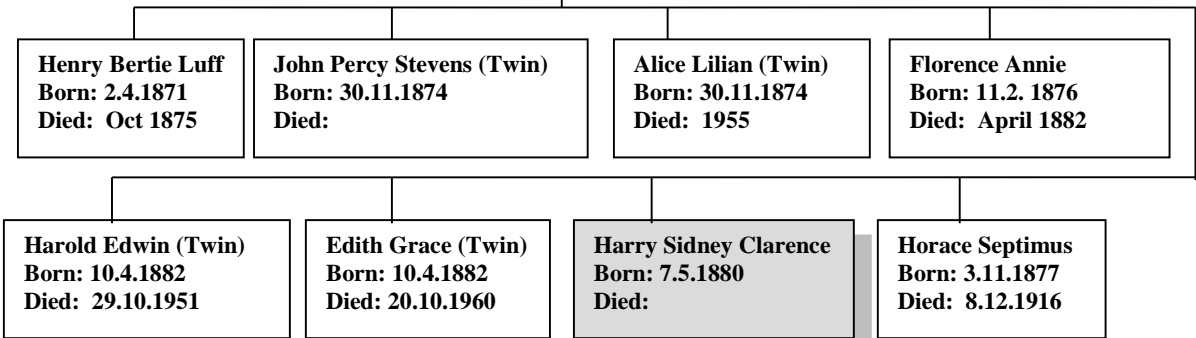 Henry Bertie Luff
Born: 2.4.1871
Died: Oct 1875
John Percy Stevens (Twin)
Born: 30.11.1874
Died:
Alice Lilian (Twin)
Born: 30.11.1874
Died: 1955
Florence Annie
Born: 11.2. 1876
Died: April 1882
Harold Edwin (Twin)
Born: 10.4.1882
Died: 29.10.1951
Edith Grace (Twin)
Born: 10.4.1882
Died: 20.10.1960
Harry Sidney Clarence
Born: 7.5.1880
Died:
Horace Septimus
Born: 3.11.1877
Died: 8.12.1916